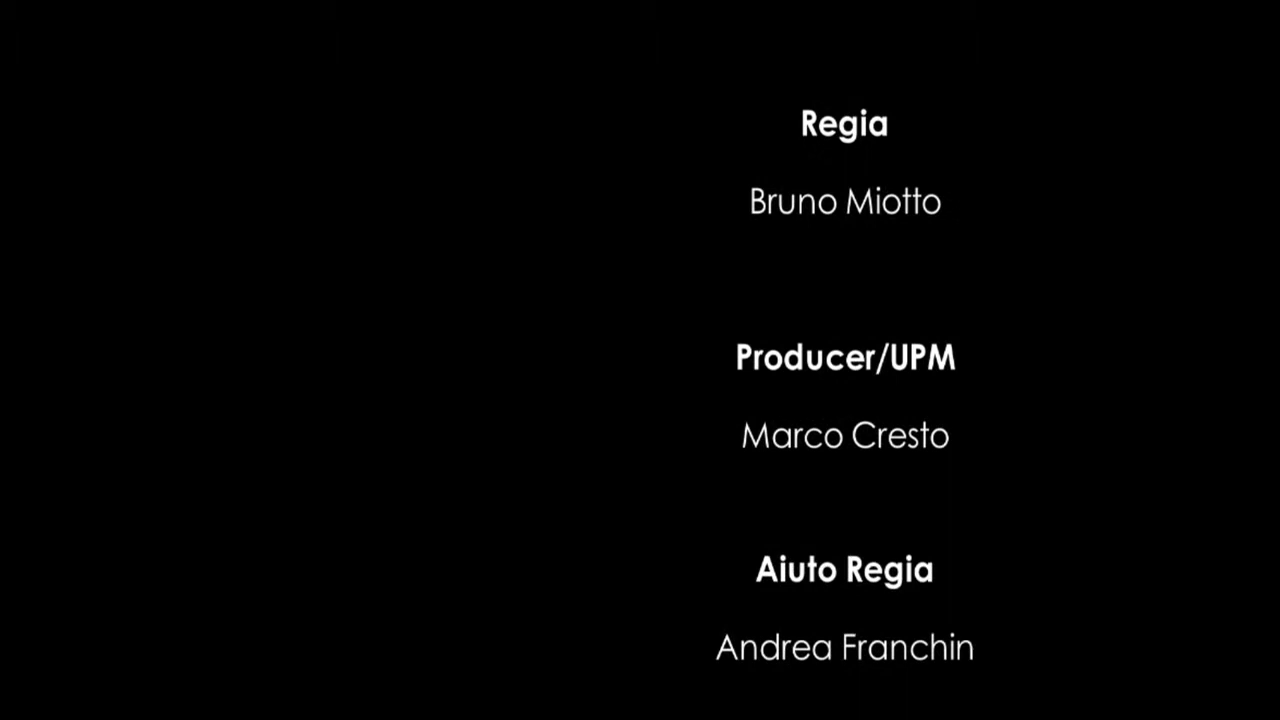 Regia
Bruno Miotto
Producer/UPM
Marco Cresto
Aiuto Regia
Andrea Franchin